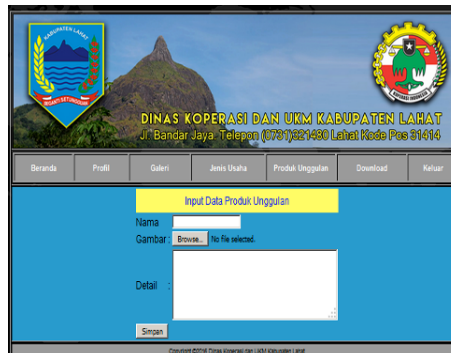 KABUPATEN LAHAT
DINAS KOPERASI DAN UKM KABUPATEN LAHAT
Jl. Bandar Jaya Telepon (0731)321480 Lahat Kode Pos 31414
Beranda Profil Galeri Jenis Usaha Produk Unggulan Download Keluar
Input Data Produk Unggulan
Nama
Gambar : Browse... No file selected.
Detail :
Simpan
Copyright ©2016 Dinas Koperasi dan UKM Kabupaten Lahat